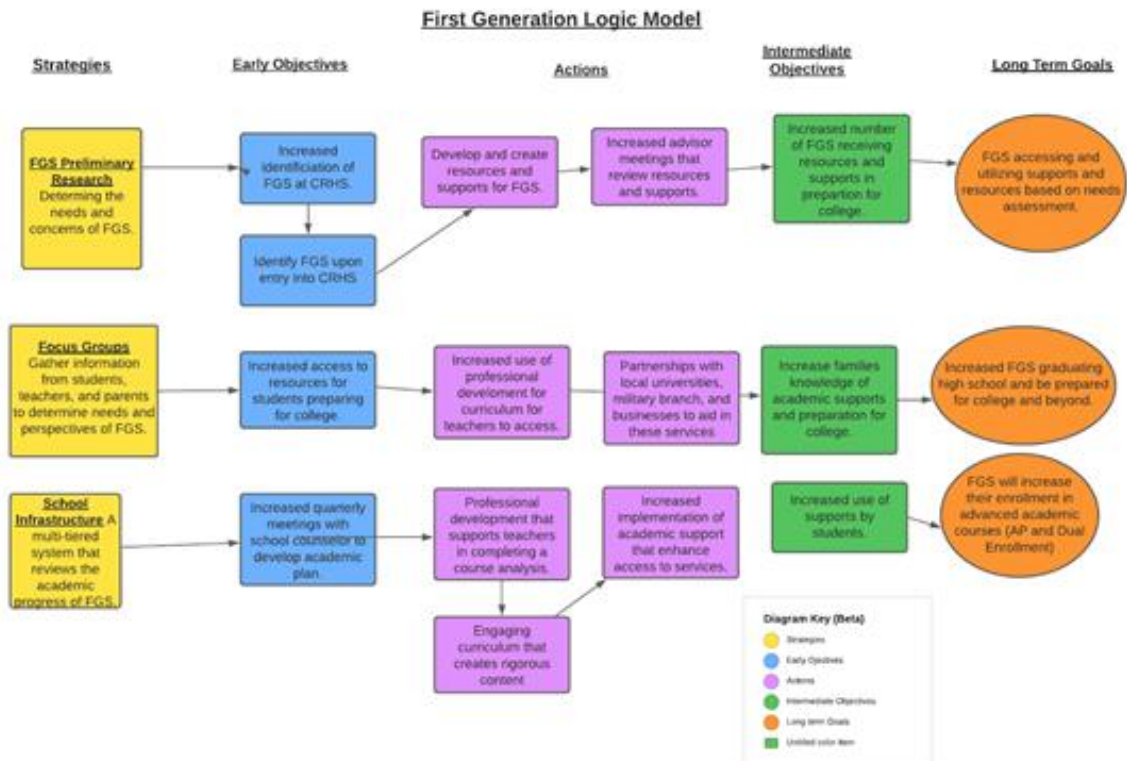 First Generation Logic Model
Strategies
Early Objectives
Actions
Intermediate
Objectives
Long Term Goals
FGS Preliminary
Research
Determing the
needs and
concerns of FGS.
Increased
identificiation of
FGS at CRHS.
Identify FGS upon
entry into CRHS
Develop and create
resources and
supports for FGS.
Increased advisor
meetings that
review resources
and supports.
Increased number
of FGS receiving
resources and
supports in
prepartion for
college.
FGS accessing and
utilizing supports and
resources based on needs
assessment.
Focus Groups
Gather information
from students,
teachers, and parents
to determine needs and
perspectives of FGS.
Increased access to
resources for
students preparing
for college.
Increased use of
professional
develoment for
curriculum for
teachers to access.
Partnerships with
local universities,
military branch, and
businesses to aid in
these services
Increase families
knowledge of
academic supports
and preparation for
college.
Increased FGS graduating
high school and be prepared
for college and beyond.
School
Infrastructure A
multi-tiered
system that
reviews the
academic
progress of FGS.
Increased quarterly
meetings with
school counselor to
develop academic
plan.
Professional
development that
supports teachers
in completing a
course analysis.
Engaging
curriculum that
creates rigorous
content
Increased
implementation of
academic support
that enhance
access to services.
Increased use of
supports by
students.
FGS will increase
their enrollment in
advanced academic
courses (AP and Dual
Enrollment)
Diagram Key (Beta)
Strategies
Early Ojectives
Actions
Intermediate Objectives
Long term Goals
Untitled color item